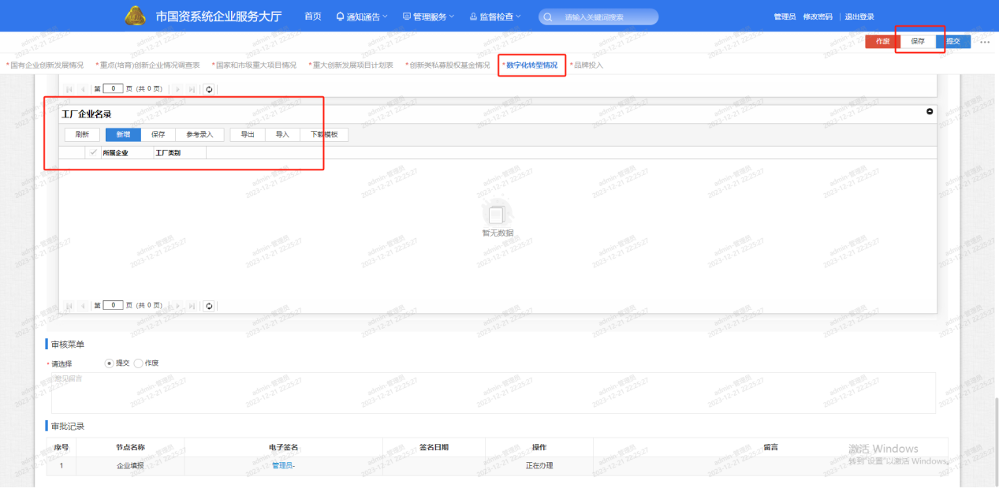 市国资系统企业服务大厅 首页 通知通告 管理服务 监督检查 请输入关键词搜索 管理员 修改密码 退出登录
作废 保存 提交 ...
*国有企业创新发展情况 *重点(培育)创新企业情况调查表 *国家和市级重大项目情况 *重大创新发展项目计划表 *创新类私募股权基金情况 *数字化转型情况 *品牌投入
第 0 页 (共 0 页)
工厂企业名录
刷新 新增 保存 参考录入 导出 导入 下载模板
所属企业 工厂类别
暂无数据
第 0 页 (共 0 页)
审核菜单
*请选择 提交 作废
意见留言
审批记录
序号 节点名称 电子签名 签名日期 操作 留言
1 企业填报 管理员- 正在办理
激活 Windows
转到"设置"以激活 Windows。
admin-管理员
2023-12-21 22:25:27